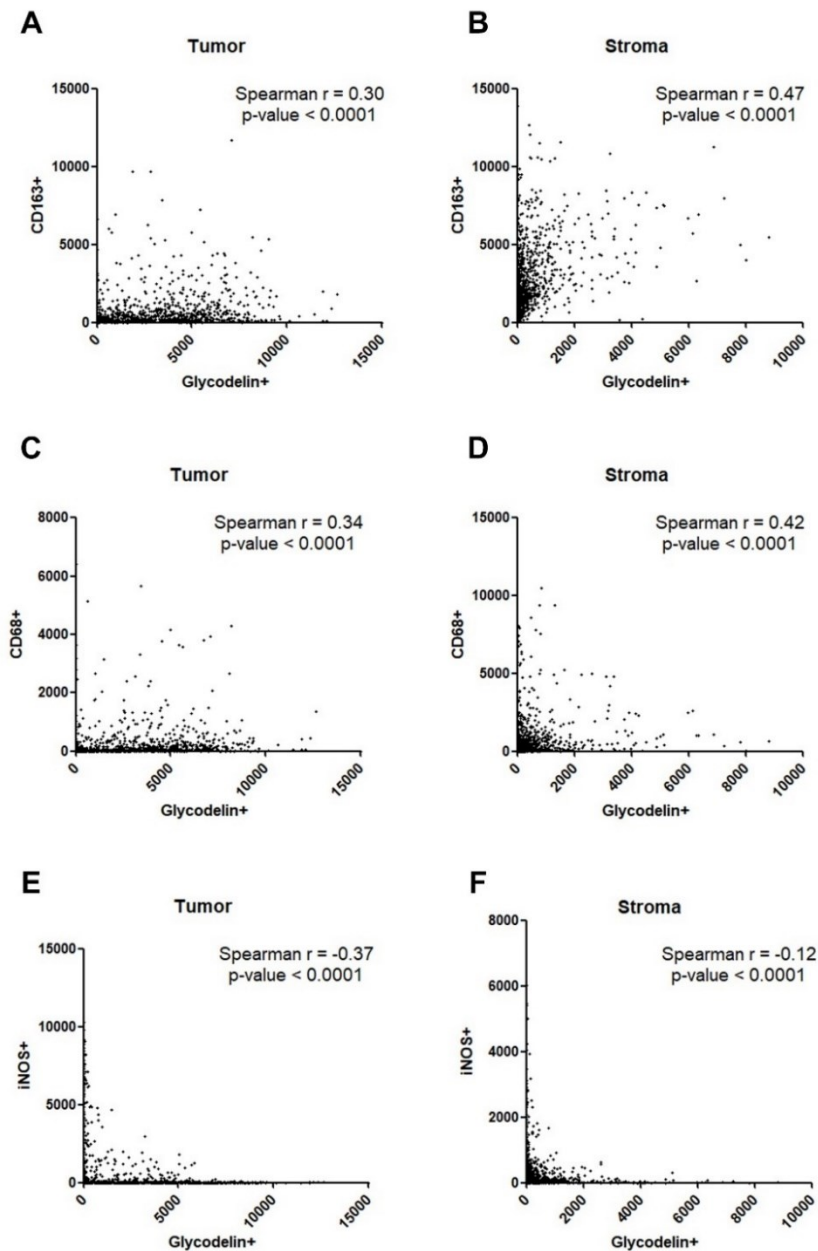 A
Tumor
Spearman r = 0.30
p-value < 0.0001
15000
10000
5000
0
CD163+
0
5000
10000
15000
Glycodelin+
B
Stroma
Spearman r = 0.47
p-value < 0.0001
15000
10000
5000
0
CD163+
0
2000
4000
6000
8000
10000
Glycodelin+
C
Tumor
Spearman r = 0.34
p-value < 0.0001
8000
6000
4000
2000
0
CD68+
0
5000
10000
15000
Glycodelin+
D
Stroma
Spearman r = 0.42
p-value < 0.0001
15000
10000
5000
0
CD68+
0
2000
4000
6000
8000
10000
Glycodelin+
E
Tumor
Spearman r = -0.37
p-value < 0.0001
15000
10000
5000
0
iNOS+
0
5000
10000
15000
Glycodelin+
F
Stroma
Spearman r = -0.12
p-value < 0.0001
8000
6000
4000
2000
0
iNOS+
0
2000
4000
6000
8000
10000
Glycodelin+